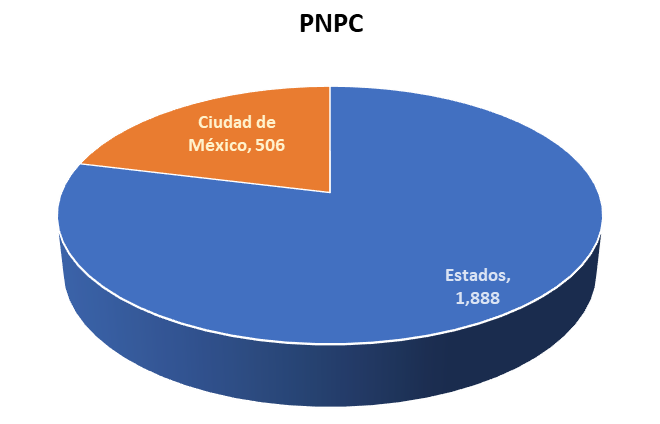 PNPC
Ciudad de
México, 506
Estados,
1,888